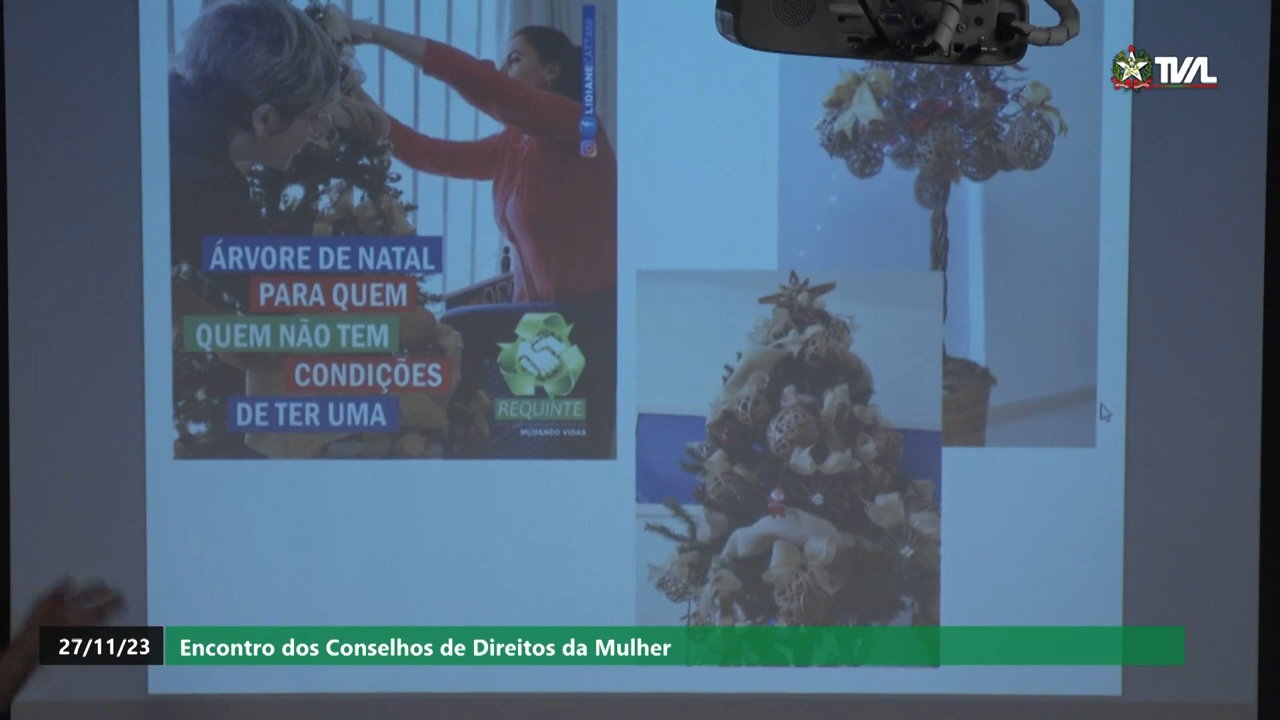 TVAL
LIDIANE CATTANI
ÁRVORE DE NATAL
PARA QUEM
QUEM NÃO TEM
CONDIÇÕES
DE TER UMA
REQUINTE
MUDANDO VIDAS
27/11/23
Encontro dos Conselhos de Direitos da Mulher